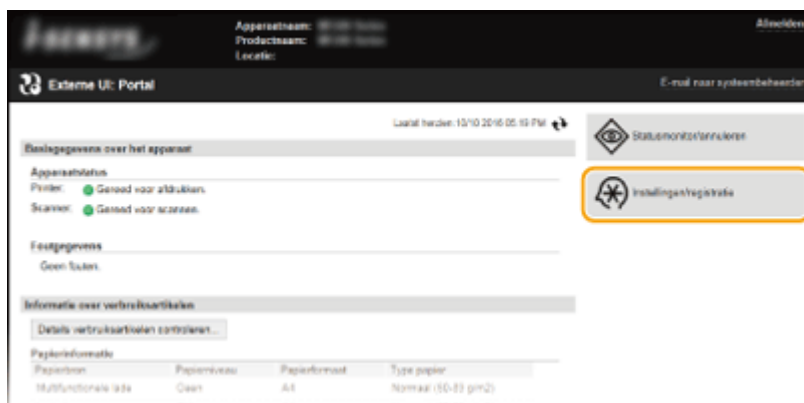 Apparaatnaam:
Productnaam:
Locatie:
Afmelden
Externe UI: Portal
E-mail naar systeembeheerder
Laatst herzien: 10/10 2016 05:19 PM
Basisgegevens over het apparaat
Apparaatstatus
Printer: Gereed voor afdrukken.
Scanner: Gereed voor scannen.
Foutgegevens
Geen fouten.
Informatie over verbruiksartikelen
Details verbruiksartikelen controleren...
Papierinformatie
Papierbron Papierniveau Papierformaat Type papier
Multifunctionele lade Geen A4 Normaal (60-89 g/m2)
Statusmonitor/annuleren
Instellingen/registratie